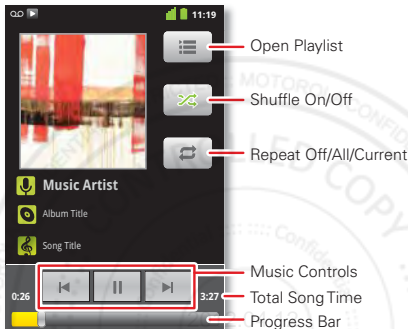 11:19
Open Playlist
MOTOROLA
Shuffle On/Off
Repeat Off/All/Current
Music Artist
Album Title
Song Title
Music Controls
0:26
3:27
Total Song Time
Progress Bar